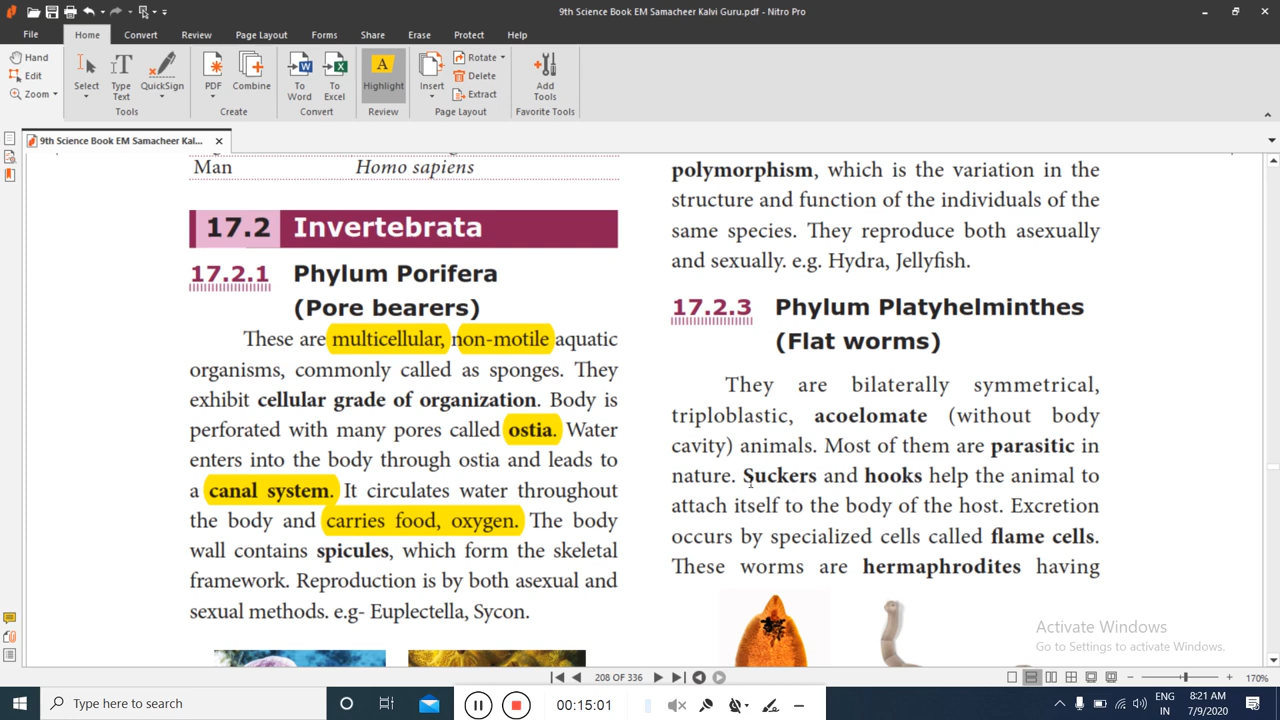 9th Science Book EM Samacheer Kalvi Guru.pdf - Nitro Pro
File Home Convert Review Page Layout Forms Share Erase Protect Help
Hand
Edit
Zoom
Select
Type Text
QuickSign
Tools
PDF
Combine
Create
To Word
To Excel
Convert
Highlight
Review
Insert
Rotate
Delete
Extract
Page Layout
Add Tools
Favorite Tools
9th Science Book EM Samacheer Kal...
Man Homo sapiens
17.2 Invertebrata
17.2.1 Phylum Porifera
(Pore bearers)
These are multicellular, non-motile aquatic
organisms, commonly called as sponges. They
exhibit cellular grade of organization. Body is
perforated with many pores called ostia. Water
enters into the body through ostia and leads to
a canal system. It circulates water throughout
the body and carries food, oxygen. The body
wall contains spicules, which form the skeletal
framework. Reproduction is by both asexual and
sexual methods. e.g- Euplectella, Sycon.
polymorphism, which is the variation in the
structure and function of the individuals of the
same species. They reproduce both asexually
and sexually. e.g. Hydra, Jellyfish.
17.2.3 Phylum Platyhelminthes
(Flat worms)
They are bilaterally symmetrical,
triploblastic, acoelomate (without body
cavity) animals. Most of them are parasitic in
nature. Suckers and hooks help the animal to
attach itself to the body of the host. Excretion
occurs by specialized cells called flame cells.
These worms are hermaphrodites having
Activate Windows
Go to Settings to activate Windows.
208 OF 336
170%
Type here to search
00:15:01
ENG
IN
8:21 AM
7/9/2020